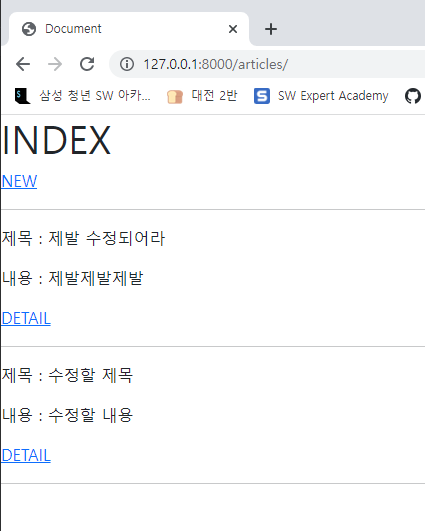 Document
127.0.0.1:8000/articles/
삼성 청년 SW 아카... 대전 2반 SW Expert Academy
INDEX
NEW
제목 : 제발 수정되어라
내용 : 제발제발제발
DETAIL
제목 : 수정할 제목
내용 : 수정할 내용
DETAIL